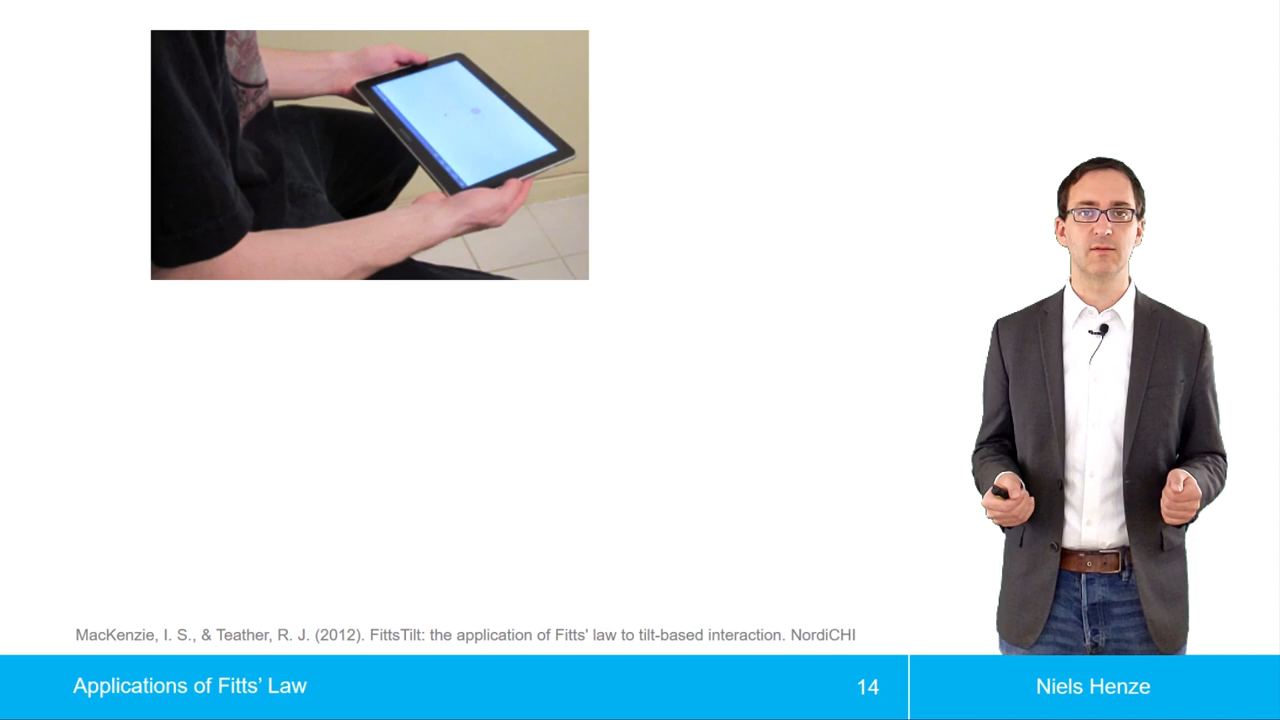 MacKenzie, I. S., & Teather, R. J. (2012). FittsTilt: the application of Fitts' law to tilt-based interaction. NordiCHI
Applications of Fitts’ Law
14
Niels Henze